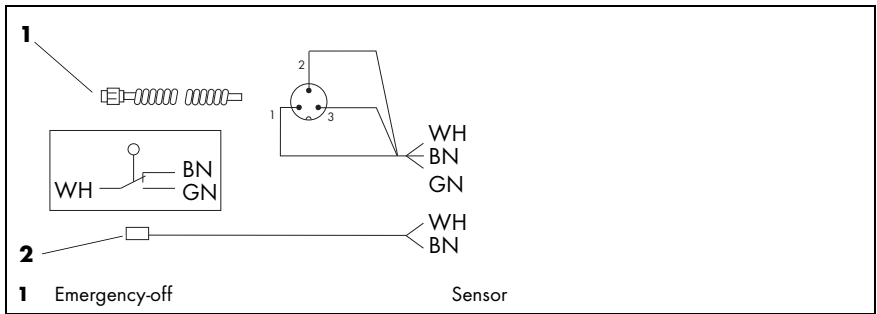 1
2
1
3
WH
BN
GN
BN
WH
GN
WH
BN
2
1 Emergency-off Sensor